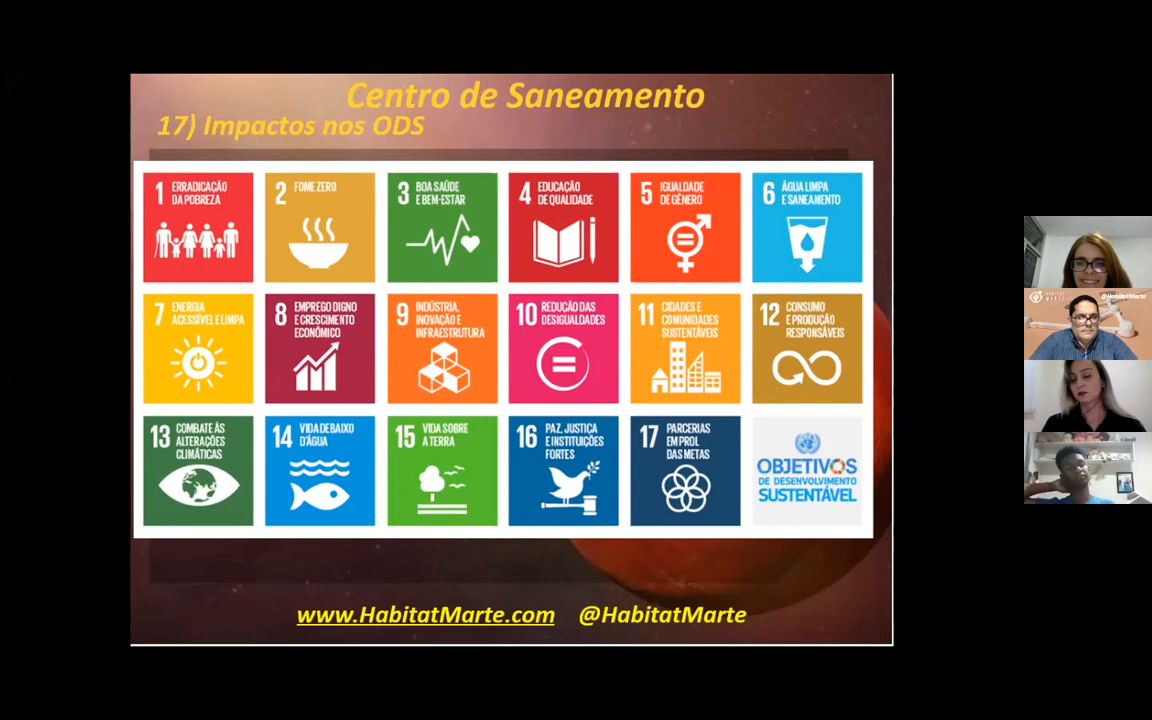 Centro de Saneamento
17) Impactos nos ODS
1 ERRADICAÇÃO
DA POBREZA
2 FOME ZERO
3 BOA SAÚDE
E BEM-ESTAR
4 EDUCAÇÃO
DE QUALIDADE
5 IGUALDADE
DE GÊNERO
6 ÁGUA LIMPA
E SANEAMENTO
7 ENERGIA
ACESSÍVEL E LIMPA
8 EMPREGO DIGNO
E CRESCIMENTO
ECONÔMICO
9 INDÚSTRIA,
INOVAÇÃO E
INFRAESTRUTURA
10 REDUÇÃO DAS
DESIGUALDADES
11 CIDADES E
COMUNIDADES
SUSTENTÁVEIS
12 CONSUMO
E PRODUÇÃO
RESPONSÁVEIS
13 COMBATE ÀS
ALTERAÇÕES
CLIMÁTICAS
14 VIDA DEBAIXO
D'ÁGUA
15 VIDA SOBRE
A TERRA
16 PAZ, JUSTIÇA
E INSTITUIÇÕES
FORTES
17 PARCERIAS
EM PROL
DAS METAS
OBJETIVOS
DE DESENVOLVIMENTO
SUSTENTÁVEL
www.HabitatMarte.com @HabitatMarte
HABITAT
MARTE
@HabitatMarte